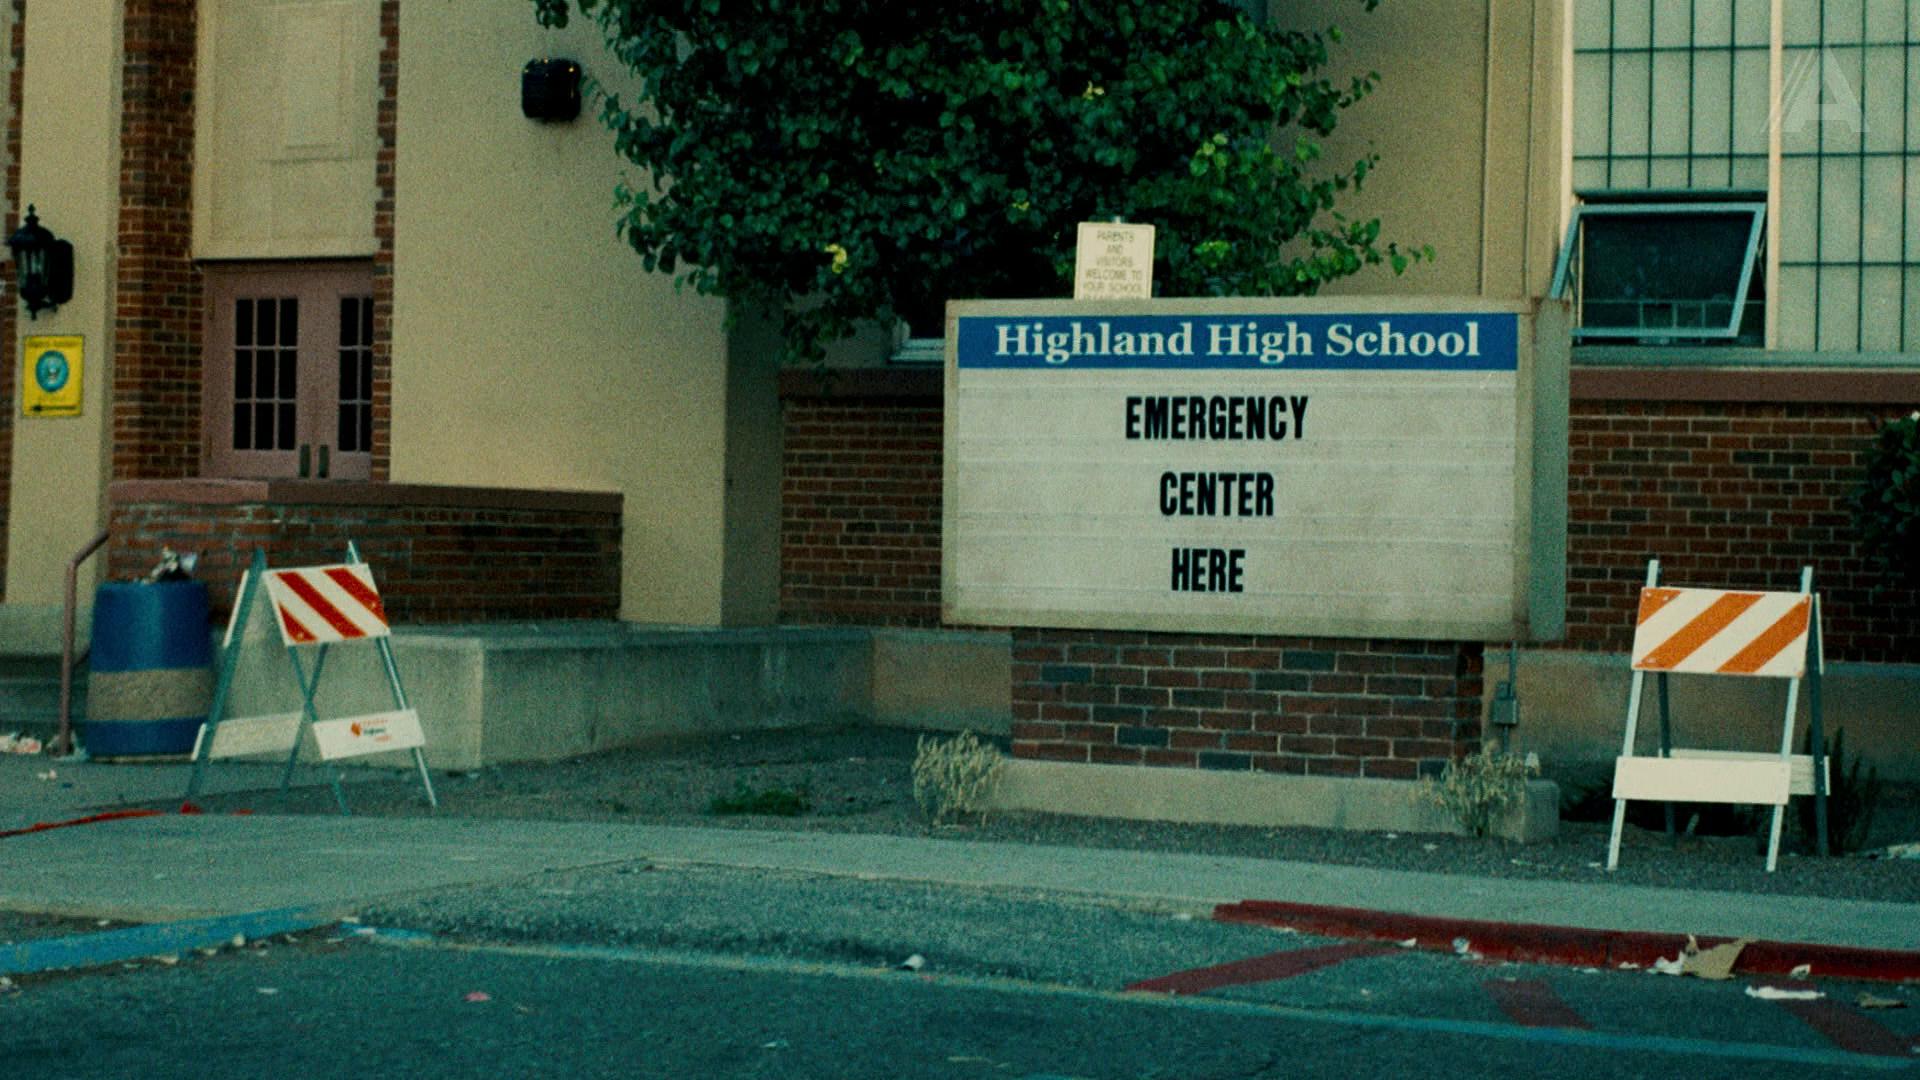 PARENTS
AND
VISITORS
WELCOME TO
YOUR SCHOOL
Highland High School
EMERGENCY
CENTER
HERE
A